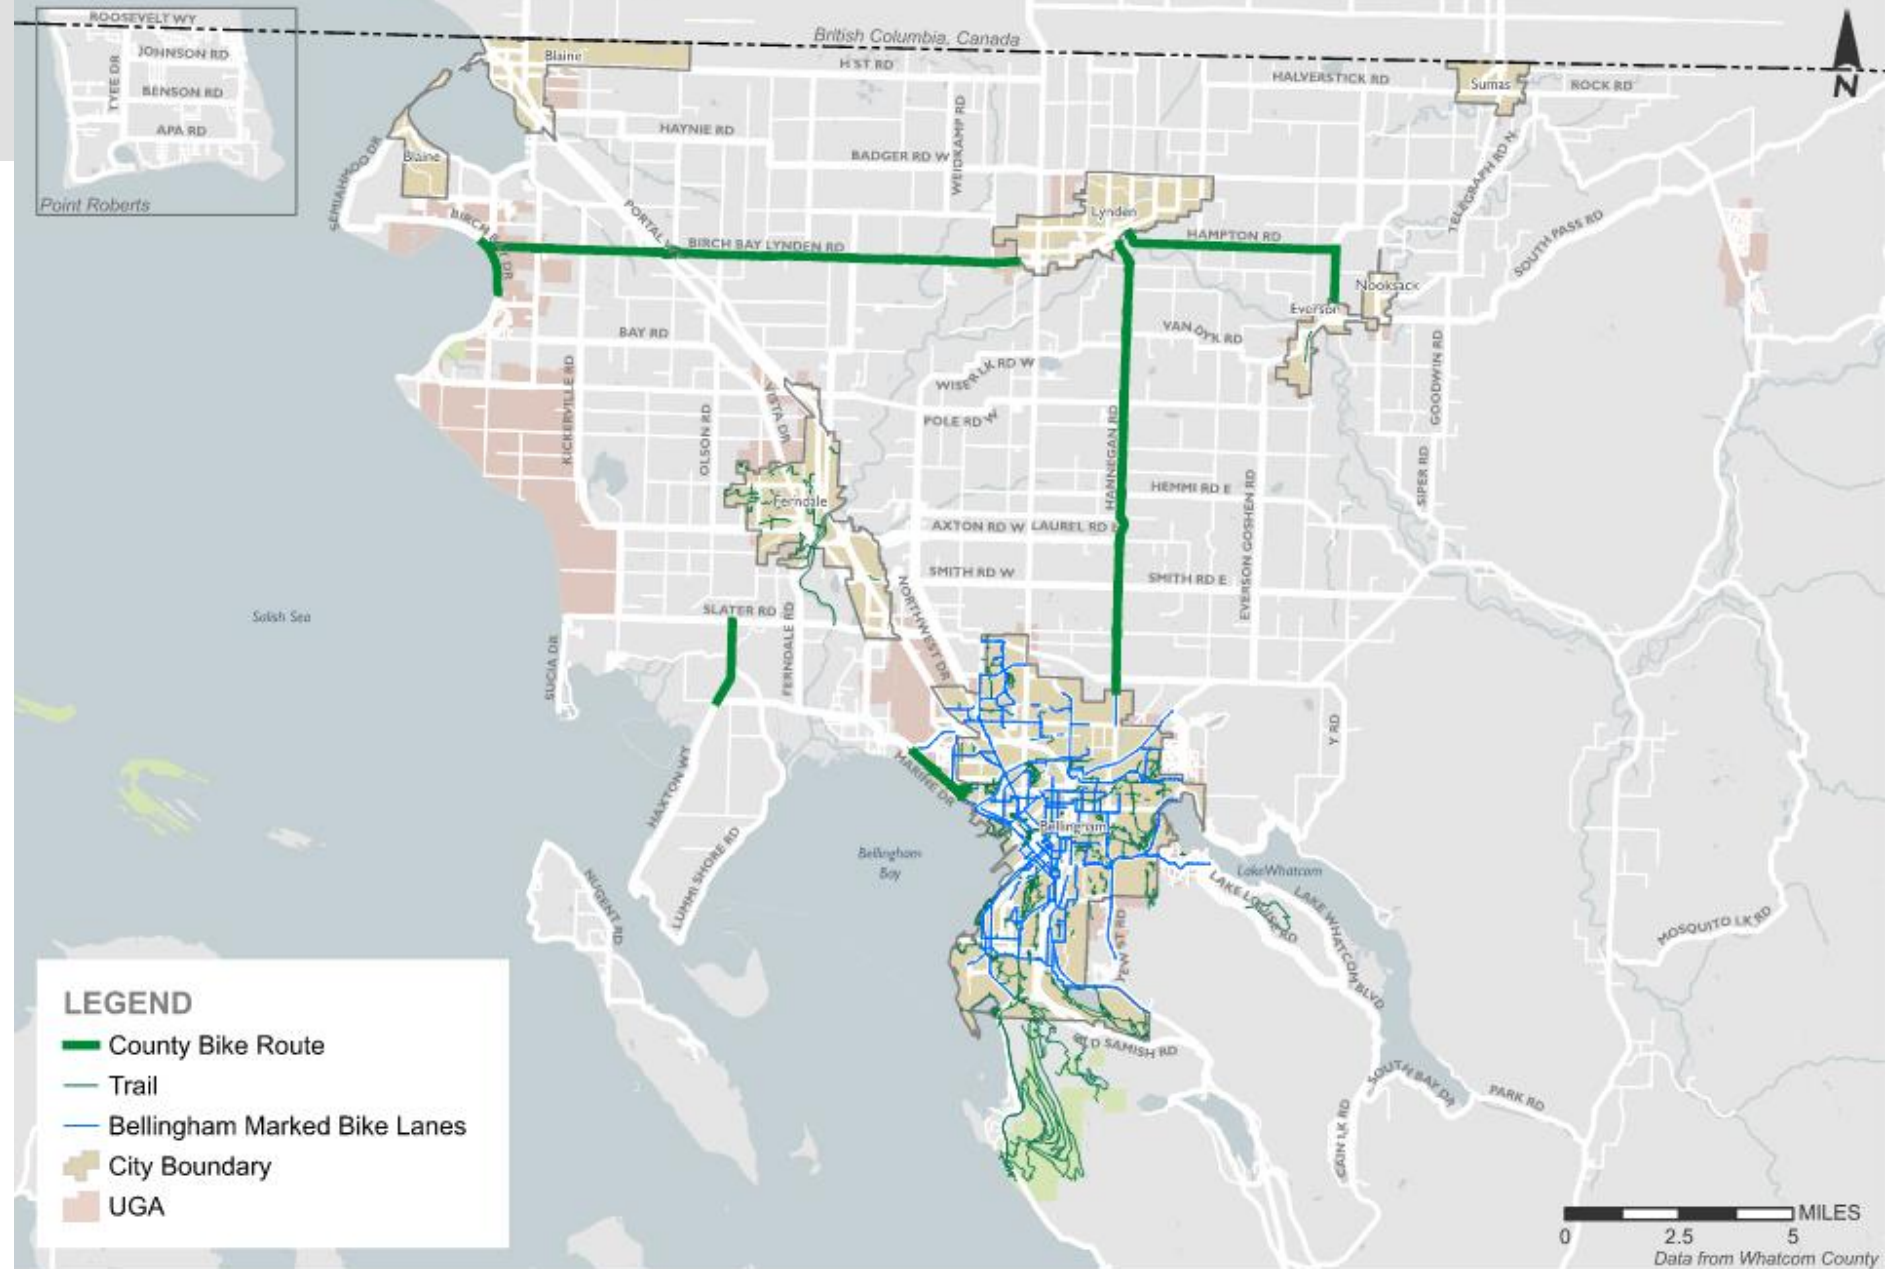 ROOSEVELT WY
JOHNSON RD
TYEE DR
BENSON RD
APA RD
Point Roberts
British Columbia, Canada
Blaine
H ST RD
HALVERSTICK RD
Sumas
ROCK RD
N
HAYNIE RD
WEIDKAMP RD
BADGER RD W
TELEGRAPH RD N
Blaine
SEMIAHMOO DR
BIRCH BAY DR
PORTAL W
BIRCH BAY LYNDEN RD
Lynden
HAMPTON RD
SOUTH PASS RD
Nooksack
Everson
BAY RD
VAN DYK RD
WISER LK RD W
KICKERVILLE RD
VISTA DR
GOODWIN RD
OLSON RD
POLE RD W
HANNEGAN RD
SIPER RD
HEMMI RD E
Ferndale
EVERSON GOSHEN RD
AXTON RD W
LAUREL RD E
SMITH RD W
SMITH RD E
NORTHWEST DR
Salish Sea
SLATER RD
FERNDALE RD
SUCIA DR
Y RD
HAXTON WY
MARINE DR
Bellingham
Bellingham
Bay
LUMMI SHORE RD
NUGENT RD
Lake Whatcom
LAKE LOUISE RD
LAKE WHATCOM BLVD
YEW ST RD
MOSQUITO LK RD
OLD SAMISH RD
SOUTH BAY DR
PARK RD
CAIN LK RD
LEGEND
County Bike Route
Trail
Bellingham Marked Bike Lanes
City Boundary
UGA
MILES
0 2.5 5
Data from Whatcom County